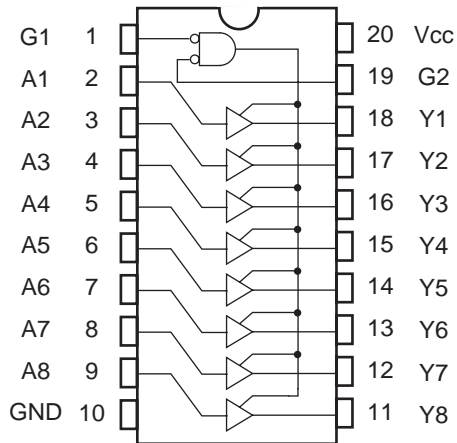 G1 1 20 Vcc
A1 2 19 G2
A2 3 18 Y1
A3 4 17 Y2
A4 5 16 Y3
A5 6 15 Y4
A6 7 14 Y5
A7 8 13 Y6
A8 9 12 Y7
GND 10 11 Y8